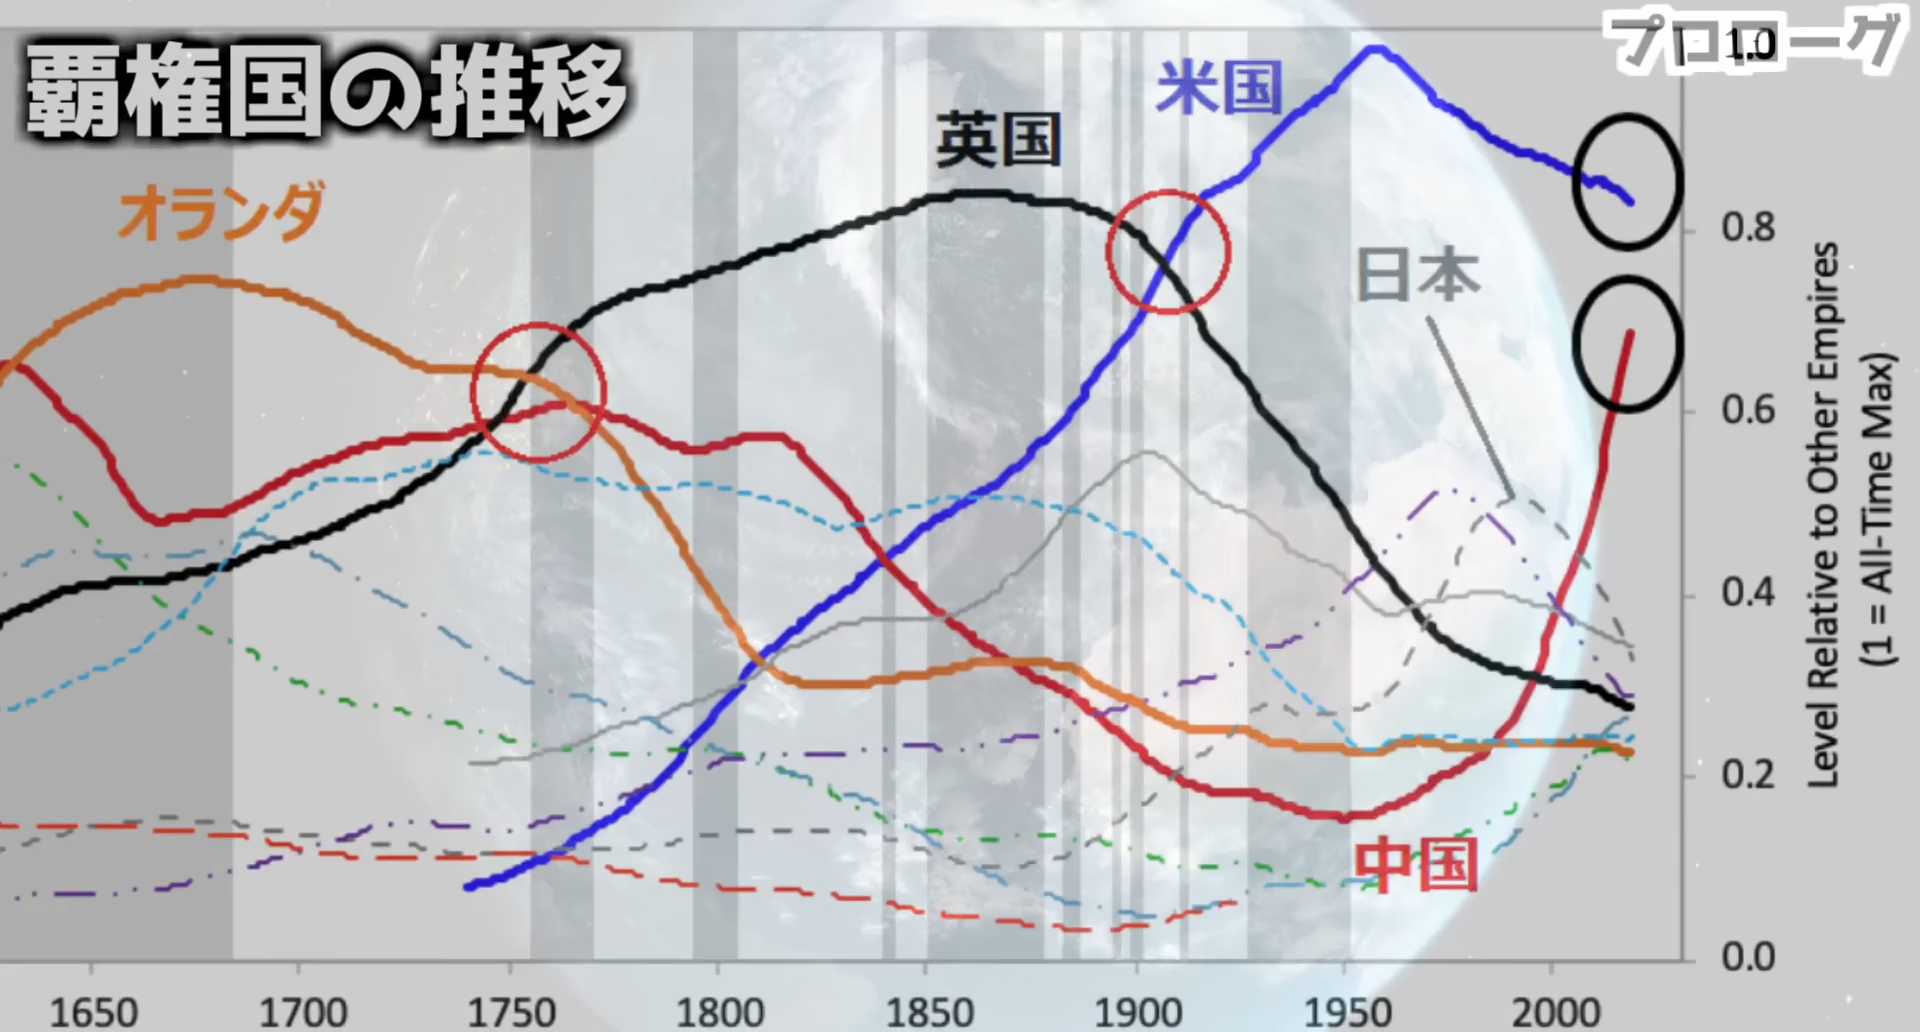 覇権国の推移
プロローグ
オランダ
英国
米国
日本
中国
1.0
0.8
0.6
0.4
0.2
0.0
Level Relative to Other Empires
(1 = All-Time Max)
1650 1700 1750 1800 1850 1900 1950 2000